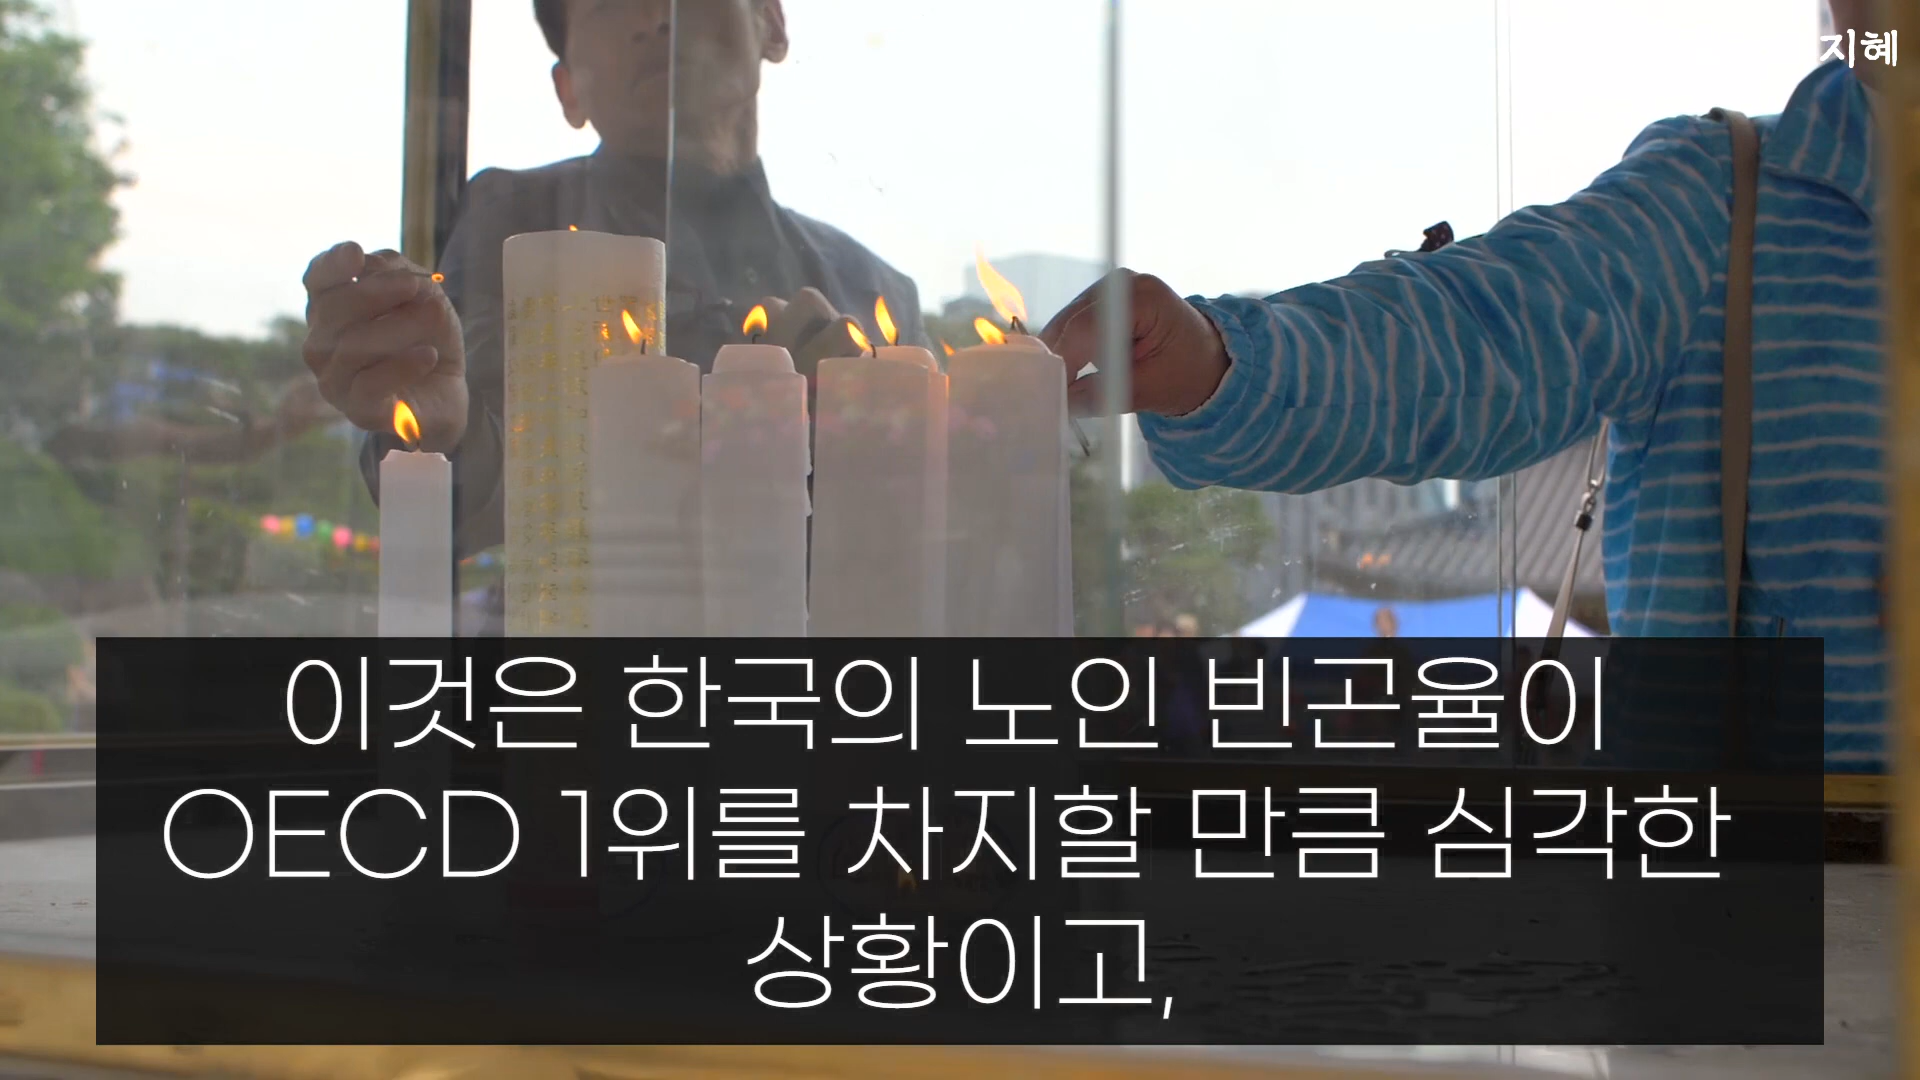 지혜
이것은 한국의 노인 빈곤율이
OECD 1위를 차지할 만큼 심각한
상황이고,